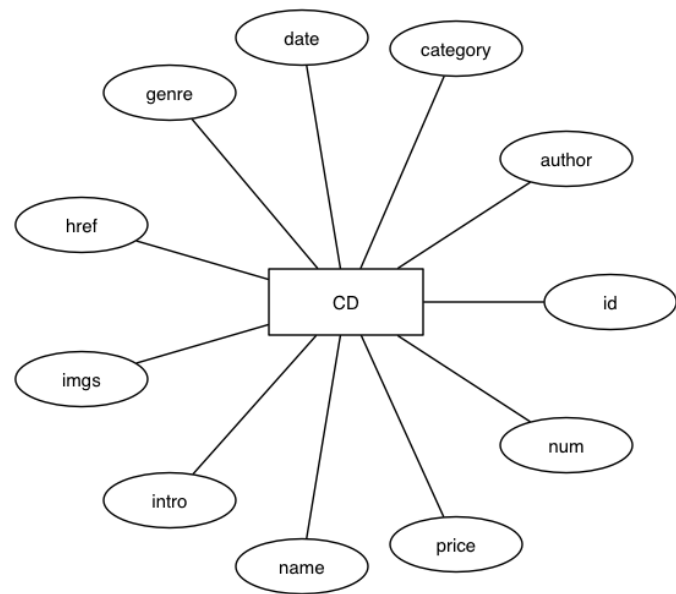 date
category
genre
author
href
CD
id
imgs
num
intro
price
name